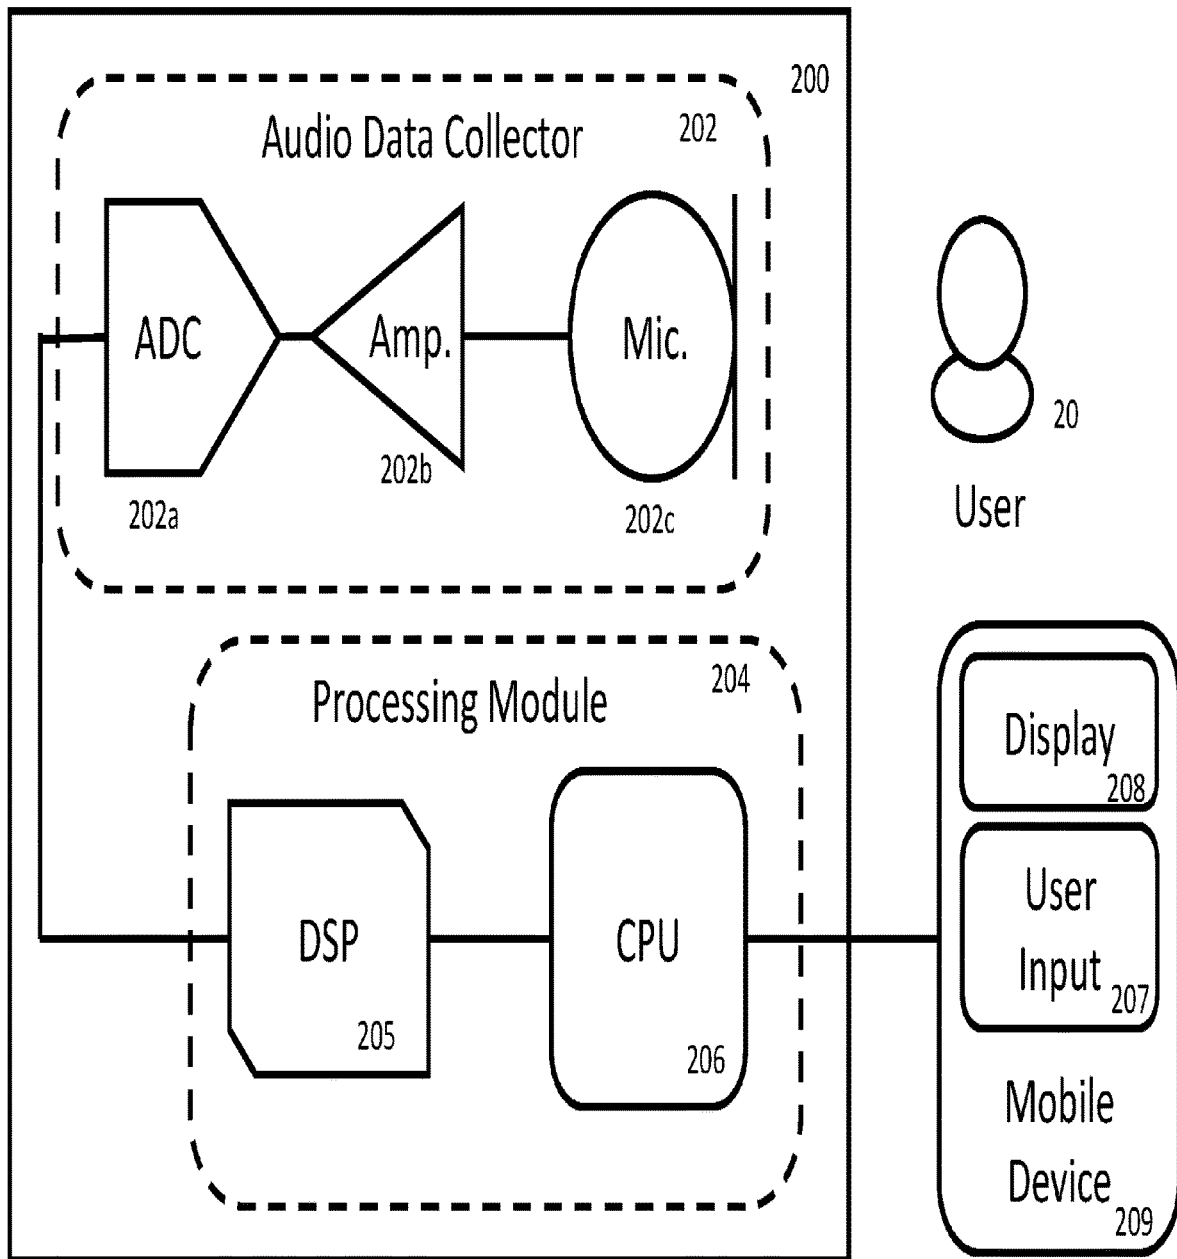 200
202
Audio Data Collector
ADC
Amp.
Mic.
202a
202b
202c
20
User
204
Processing Module
DSP
205
CPU
206
Display
208
User
Input
207
Mobile
Device
209